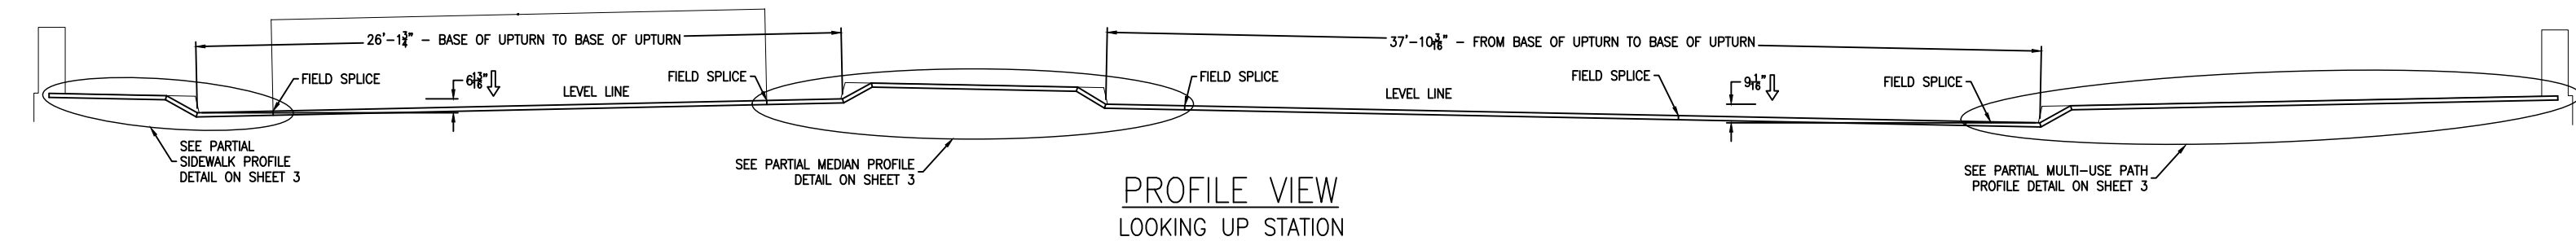 26'-1¾" - BASE OF UPTURN TO BASE OF UPTURN
37'-10 3/16" - FROM BASE OF UPTURN TO BASE OF UPTURN
FIELD SPLICE
6 13/16"
LEVEL LINE
FIELD SPLICE
FIELD SPLICE
LEVEL LINE
FIELD SPLICE
9 1/16"
FIELD SPLICE
SEE PARTIAL
SIDEWALK PROFILE
DETAIL ON SHEET 3
SEE PARTIAL MEDIAN PROFILE
DETAIL ON SHEET 3
SEE PARTIAL MULTI-USE PATH
PROFILE DETAIL ON SHEET 3
PROFILE VIEW
LOOKING UP STATION